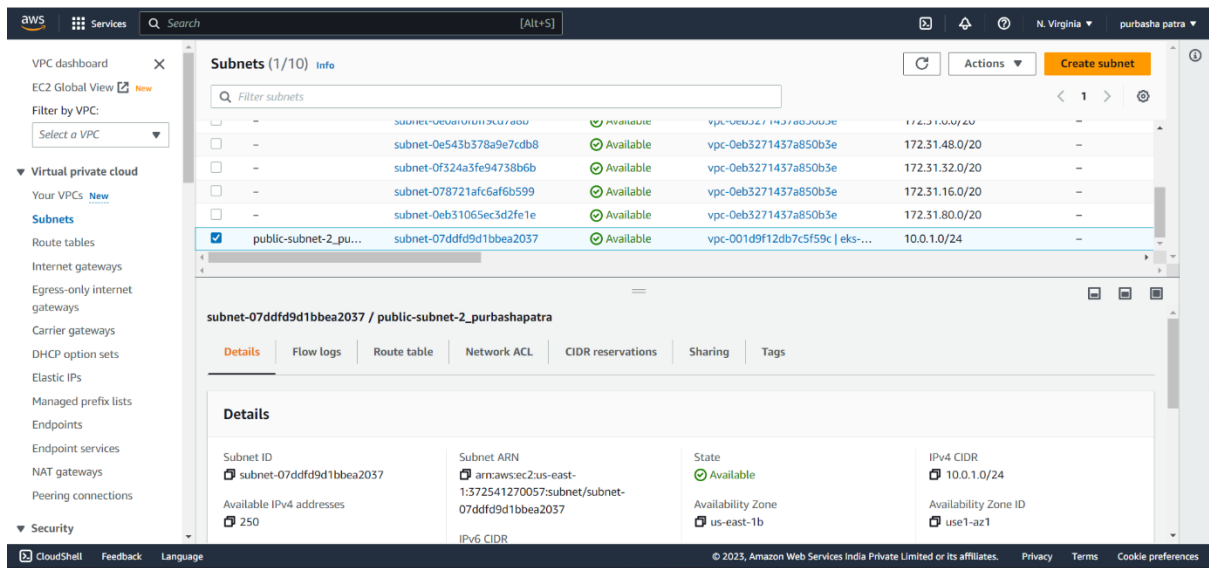 aws Services Search [Alt+S] N. Virginia ▼ purbasha patra ▼
VPC dashboard
EC2 Global View New
Filter by VPC:
Select a VPC
Virtual private cloud
Your VPCs New
Subnets
Route tables
Internet gateways
Egress-only internet
gateways
Carrier gateways
DHCP option sets
Elastic IPs
Managed prefix lists
Endpoints
Endpoint services
NAT gateways
Peering connections
Security
Subnets (1/10) Info
Actions ▼
Create subnet
Filter subnets
1
– Available vpc-0eb3271437a850b3e –
– subnet-0e543b378a9e7cdb8 Available vpc-0eb3271437a850b3e 172.31.48.0/20 –
– subnet-0f324a3fe94738b6b Available vpc-0eb3271437a850b3e 172.31.32.0/20 –
– subnet-078721afc6af6b599 Available vpc-0eb3271437a850b3e 172.31.16.0/20 –
– subnet-0eb31065ec3d2fe1e Available vpc-0eb3271437a850b3e 172.31.80.0/20 –
public-subnet-2_pu... subnet-07ddfd9d1bbea2037 Available vpc-001d9f12db7c5f59c | eks-... 10.0.1.0/24 –
subnet-07ddfd9d1bbea2037 / public-subnet-2_purbashapatra
Details Flow logs Route table Network ACL CIDR reservations Sharing Tags
Details
Subnet ID
subnet-07ddfd9d1bbea2037
Available IPv4 addresses
250
Subnet ARN
arn:aws:ec2:us-east-
1:372541270057:subnet/subnet-
07ddfd9d1bbea2037
IPv6 CIDR
State
Available
Availability Zone
us-east-1b
IPv4 CIDR
10.0.1.0/24
Availability Zone ID
use1-az1
CloudShell Feedback Language © 2023, Amazon Web Services India Private Limited or its affiliates. Privacy Terms Cookie preferences